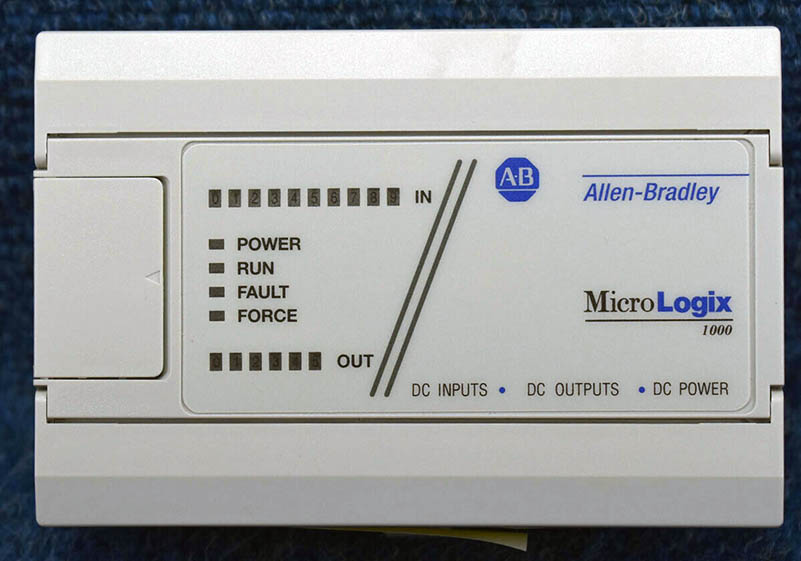 0 1 2 3 4 5 6 7 8 9 IN
POWER
RUN
FAULT
FORCE
0 1 2 3 4 5 OUT
A·B
Allen-Bradley
MicroLogix
1000
DC INPUTS • DC OUTPUTS • DC POWER